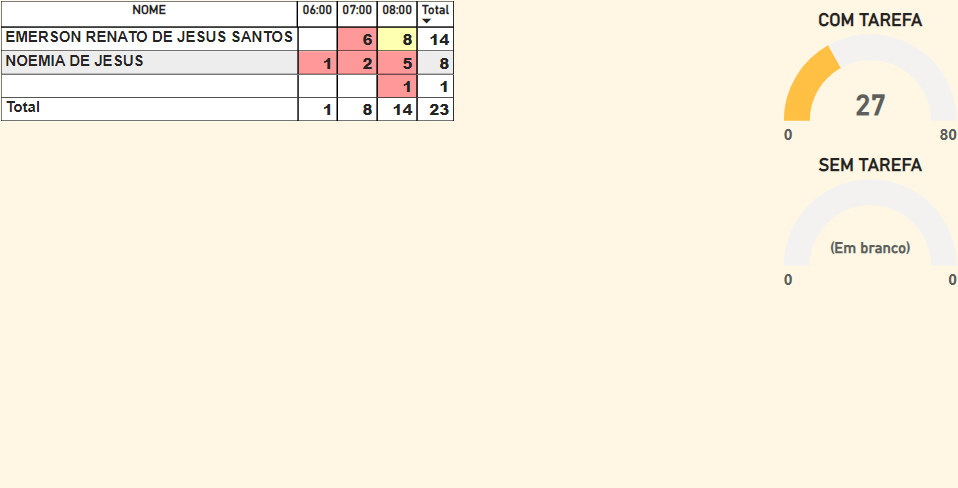 NOME 06:00 07:00 08:00 Total
EMERSON RENATO DE JESUS SANTOS 6 8 14
NOEMIA DE JESUS 1 2 5 8
1 1
Total 1 8 14 23
COM TAREFA
27
0 80
SEM TAREFA
(Em branco)
0 0